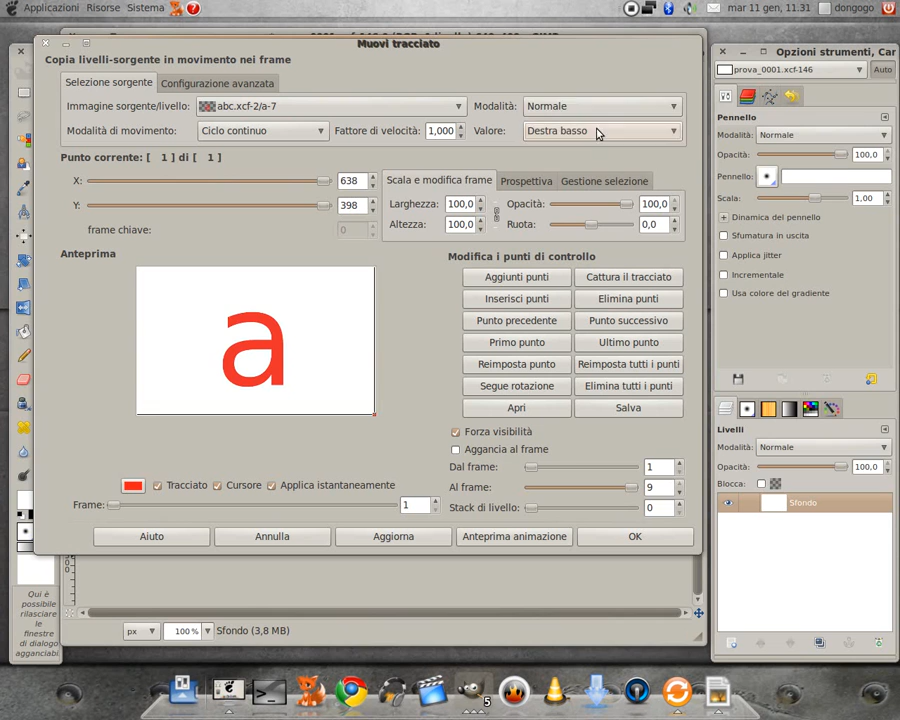 Applicazioni Risorse Sistema
mar 11 gen, 11.31 dongogo
Muovi tracciato
Copia livelli-sorgente in movimento nei frame
Selezione sorgente Configurazione avanzata
Immagine sorgente/livello: abc.xcf-2/a-7 Modalità: Normale
Modalità di movimento: Ciclo continuo Fattore di velocità: 1,000 Valore: Destra basso
Punto corrente: [ 1 ] di [ 1 ]
X: 638
Y: 398
frame chiave: 0
Scala e modifica frame Prospettiva Gestione selezione
Larghezza: 100,0 Opacità: 100,0
Altezza: 100,0 Ruota: 0,0
Anteprima
a
Modifica i punti di controllo
Aggiunti punti Cattura il tracciato
Inserisci punti Elimina punti
Punto precedente Punto successivo
Primo punto Ultimo punto
Reimposta punto Reimposta tutti i punti
Segue rotazione Elimina tutti i punti
Apri Salva
Forza visibilità
Aggancia al frame
Dal frame: 1
Al frame: 9
Stack di livello: 0
Tracciato Cursore Applica istantaneamente
Frame: 1
Aiuto Annulla Aggiorna Anteprima animazione OK
px 100 % Sfondo (3,8 MB)
Qui è
possibile
rilasciare
le
finestre
di dialogo
agganciabili.
Opzioni strumenti, Car
prova_0001.xcf-146 Auto
Pennello
Modalità: Normale
Opacità: 100,0
Pennello:
Scala: 1,00
Dinamica del pennello
Sfumatura in uscita
Applica jitter
Incrementale
Usa colore del gradiente
Livelli
Modalità: Normale
Opacità: 100,0
Blocca:
Sfondo
5